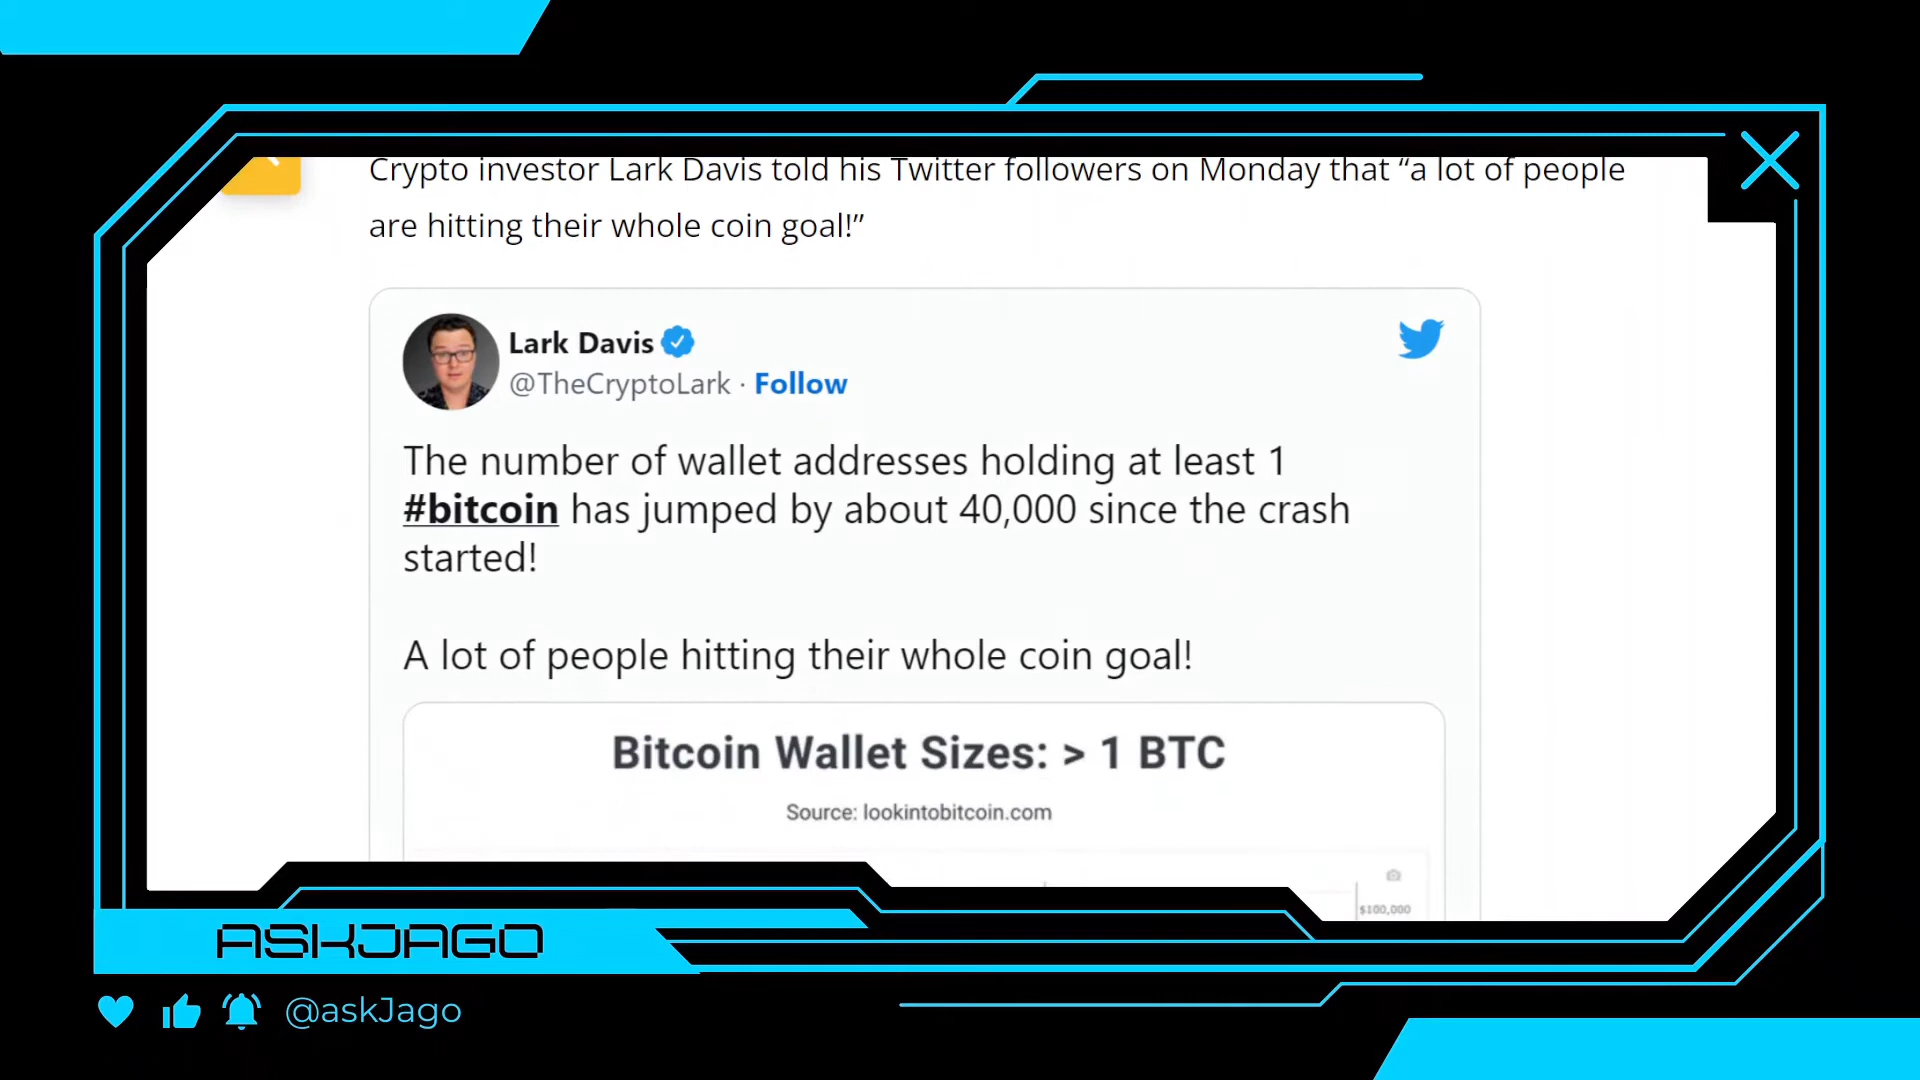 Crypto investor Lark Davis told his Twitter followers on Monday that “a lot of people
are hitting their whole coin goal!”
Lark Davis
@TheCryptoLark · Follow
The number of wallet addresses holding at least 1
#bitcoin has jumped by about 40,000 since the crash
started!
A lot of people hitting their whole coin goal!
Bitcoin Wallet Sizes: > 1 BTC
Source: lookintobitcoin.com
$100,000
ASKJAGO
@askJago